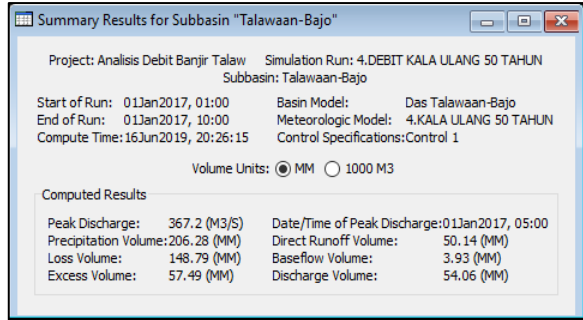 Summary Results for Subbasin "Talawaan-Bajo"
Project: Analisis Debit Banjir Talaw Simulation Run: 4.DEBIT KALA ULANG 50 TAHUN
Subbasin: Talawaan-Bajo
Start of Run: 01Jan2017, 01:00 Basin Model: Das Talawaan-Bajo
End of Run: 01Jan2017, 10:00 Meteorologic Model: 4.KALA ULANG 50 TAHUN
Compute Time:16Jun2019, 20:26:15 Control Specifications:Control 1
Volume Units: MM 1000 M3
Computed Results
Peak Discharge: 367.2 (M3/S) Date/Time of Peak Discharge:01Jan2017, 05:00
Precipitation Volume:206.28 (MM) Direct Runoff Volume: 50.14 (MM)
Loss Volume: 148.79 (MM) Baseflow Volume: 3.93 (MM)
Excess Volume: 57.49 (MM) Discharge Volume: 54.06 (MM)